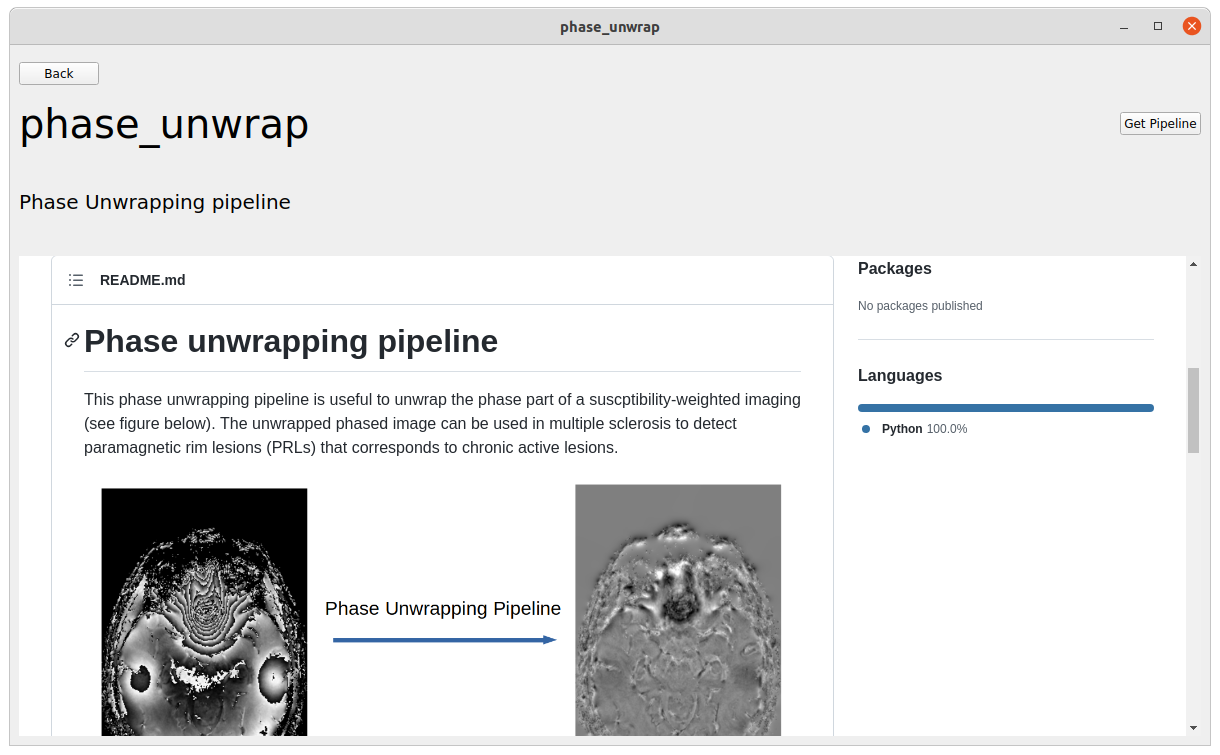 phase_unwrap
Back
phase_unwrap
Get Pipeline
Phase Unwrapping pipeline
README.md
Phase unwrapping pipeline
This phase unwrapping pipeline is useful to unwrap the phase part of a suscptibility-weighted imaging
(see figure below). The unwrapped phased image can be used in multiple sclerosis to detect
paramagnetic rim lesions (PRLs) that corresponds to chronic active lesions.
Phase Unwrapping Pipeline
Packages
No packages published
Languages
Python 100.0%